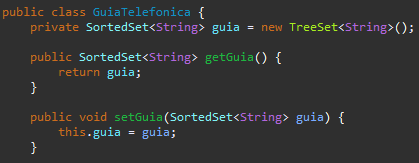 public class GuiaTelefonica {
    private SortedSet<String> guia = new TreeSet<String>();
    public SortedSet<String> getGuia() {
        return guia;
    }
    public void setGuia(SortedSet<String> guia) {
        this.guia = guia;
    }